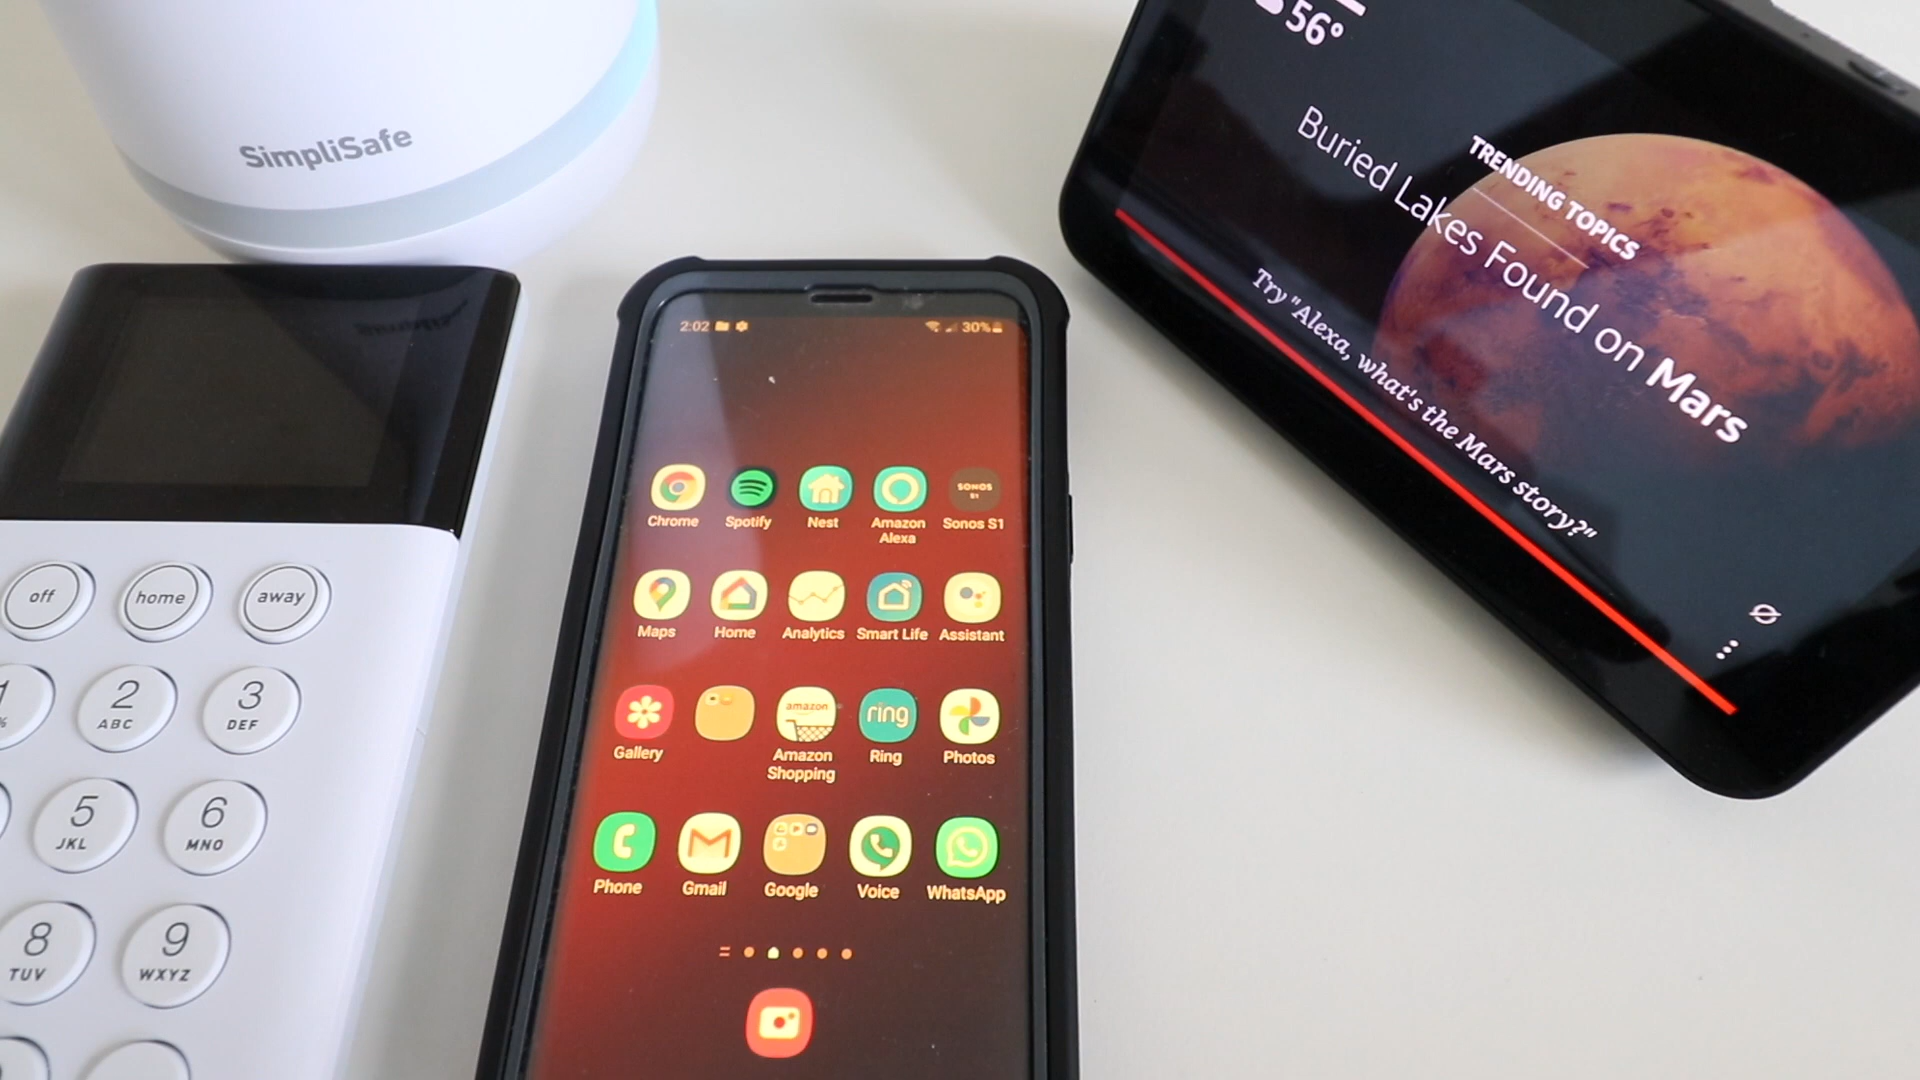 SimpliSafe
off
home
away
1
2
ABC
3
DEF
5
JKL
6
MNO
8
TUV
9
WXYZ
2:02
30%
Chrome
Spotify
Nest
Amazon
Alexa
SONOS
S1
Sonos S1
Maps
Home
Analytics
Smart Life
Assistant
Gallery
amazon
Amazon
Shopping
ring
Ring
Photos
Phone
Gmail
Google
Voice
WhatsApp
56°
TRENDING TOPICS
Buried Lakes Found on Mars
Try "Alexa, what's the Mars story?"